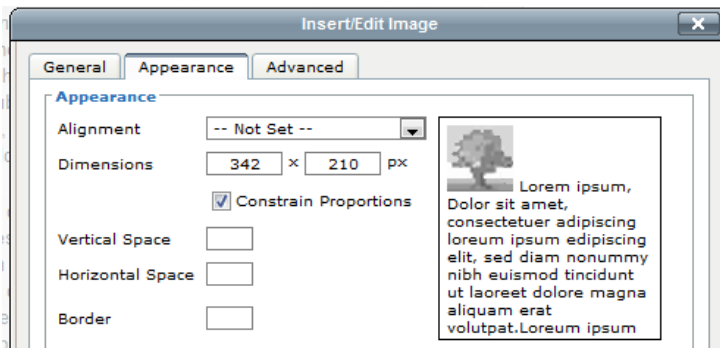 Insert/Edit Image
General Appearance Advanced
Appearance
Alignment -- Not Set --
Dimensions 342 x 210 px
Constrain Proportions
Vertical Space
Horizontal Space
Border
Lorem ipsum,
Dolor sit amet,
consectetuer adipiscing
loreum ipsum edipiscing
elit, sed diam nonummy
nibh euismod tincidunt
ut laoreet dolore magna
aliquam erat
volutpat.Loreum ipsum